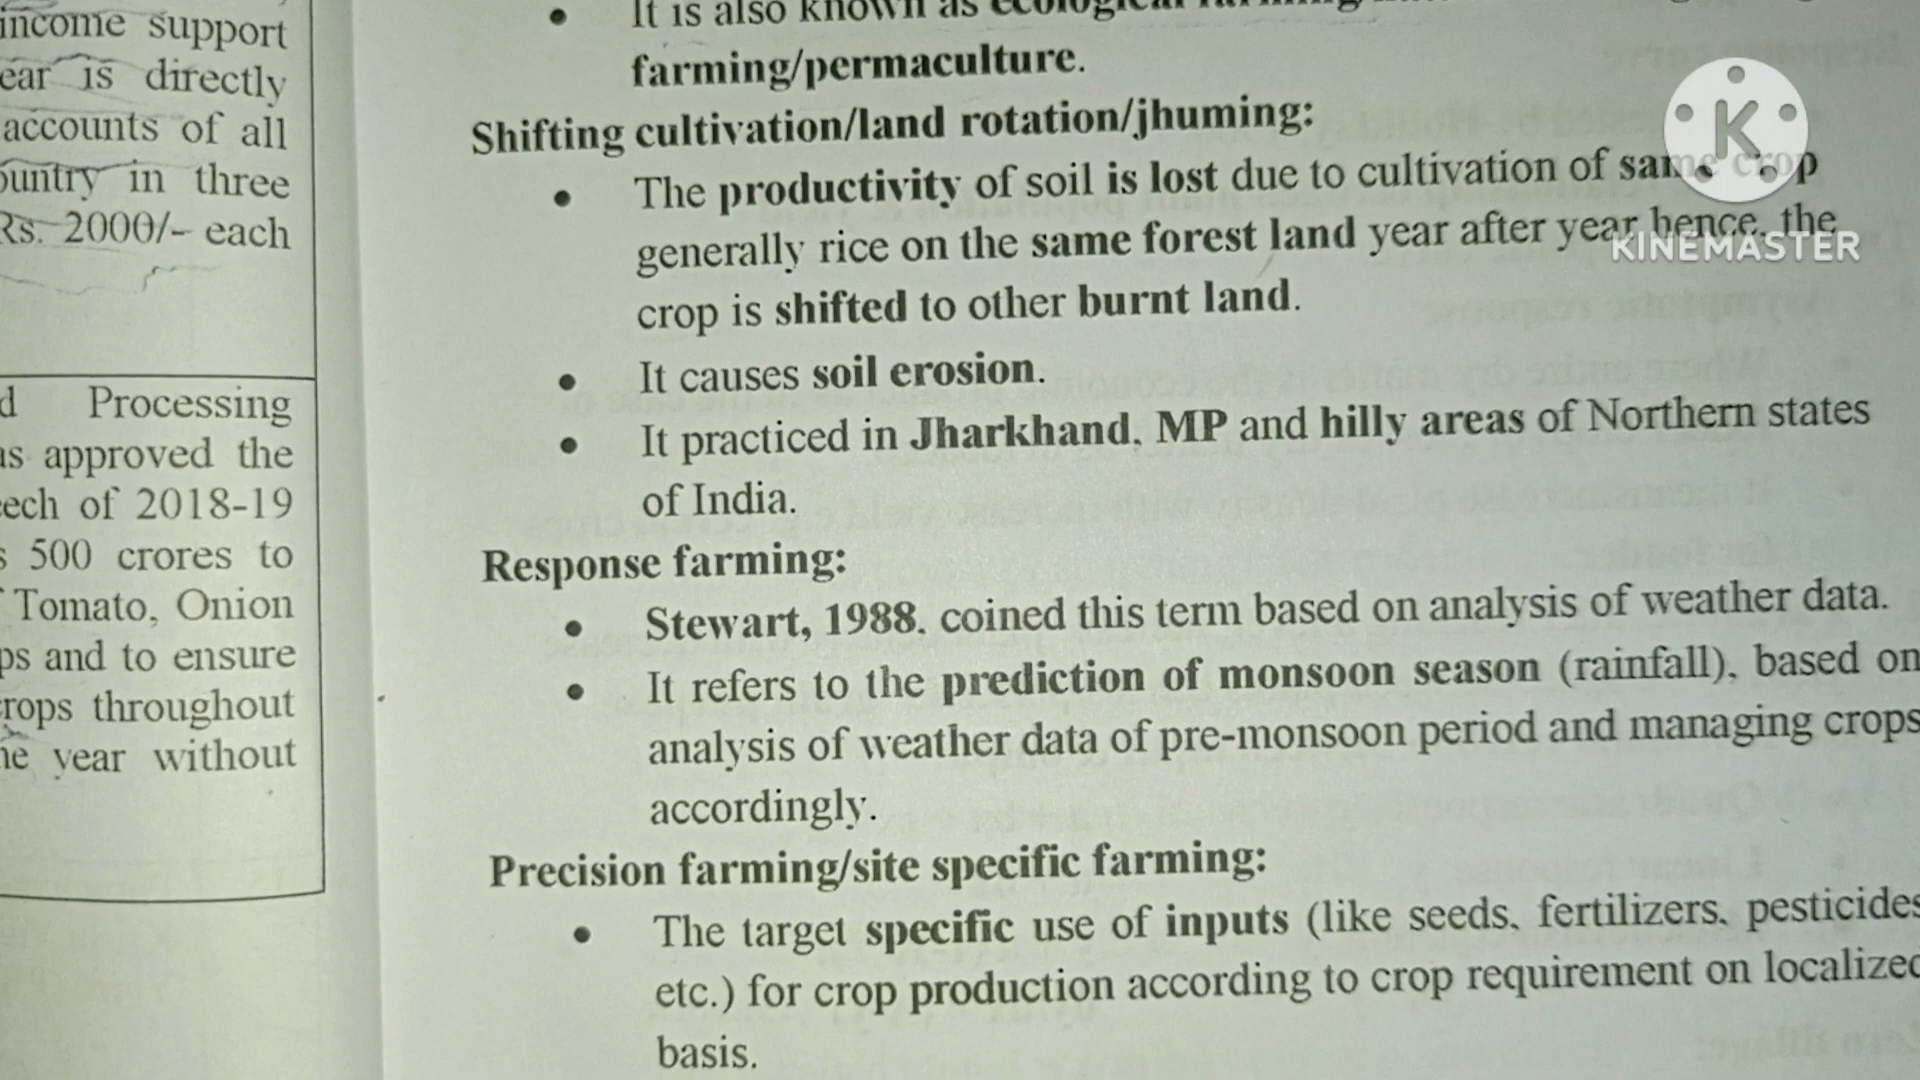 income support
ear is directly
accounts of all
ountry in three
Rs. 2000/- each
d Processing
as approved the
eech of 2018-19
s 500 crores to
Tomato, Onion
ps and to ensure
crops throughout
he year without
It is also known as ecological farming/
farming/permaculture.
Shifting cultivation/land rotation/jhuming:
• The productivity of soil is lost due to cultivation of same crop
generally rice on the same forest land year after year hence, the
crop is shifted to other burnt land.
• It causes soil erosion.
• It practiced in Jharkhand, MP and hilly areas of Northern states
of India.
Response farming:
• Stewart, 1988, coined this term based on analysis of weather data.
• It refers to the prediction of monsoon season (rainfall), based on
analysis of weather data of pre-monsoon period and managing crops
accordingly.
Precision farming/site specific farming:
• The target specific use of inputs (like seeds, fertilizers, pesticides
etc.) for crop production according to crop requirement on localized
basis.
K
KINEMASTER